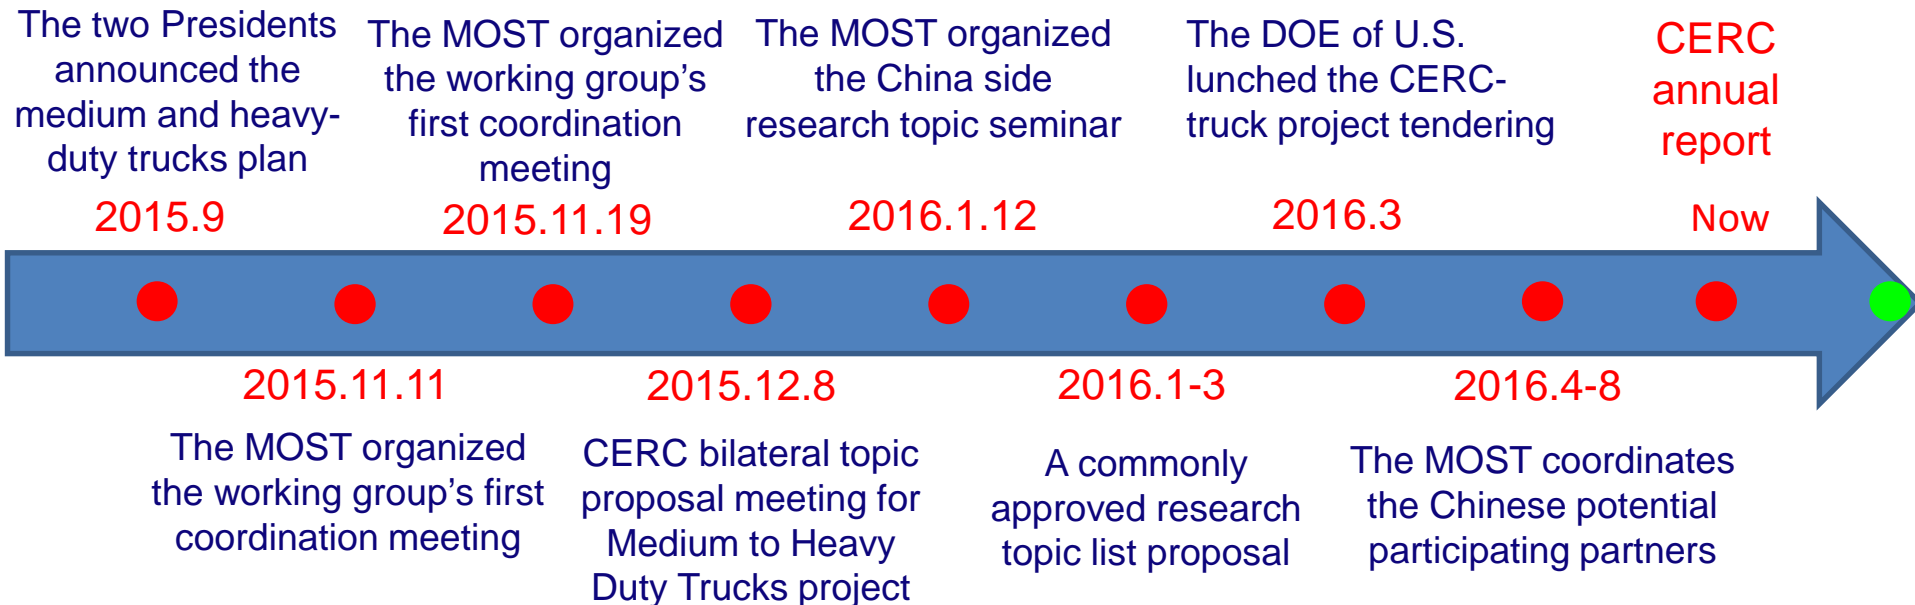 The two Presidents
announced the
medium and heavy-
duty trucks plan
2015.9
The MOST organized
the working group’s
first coordination
meeting
2015.11.19
The MOST organized
the China side
research topic seminar
2016.1.12
The DOE of U.S.
lunched the CERC-
truck project tendering
2016.3
CERC
annual
report
Now
2015.11.11
The MOST organized
the working group’s first
coordination meeting
2015.12.8
CERC bilateral topic
proposal meeting for
Medium to Heavy
Duty Trucks project
2016.1-3
A commonly
approved research
topic list proposal
2016.4-8
The MOST coordinates
the Chinese potential
participating partners